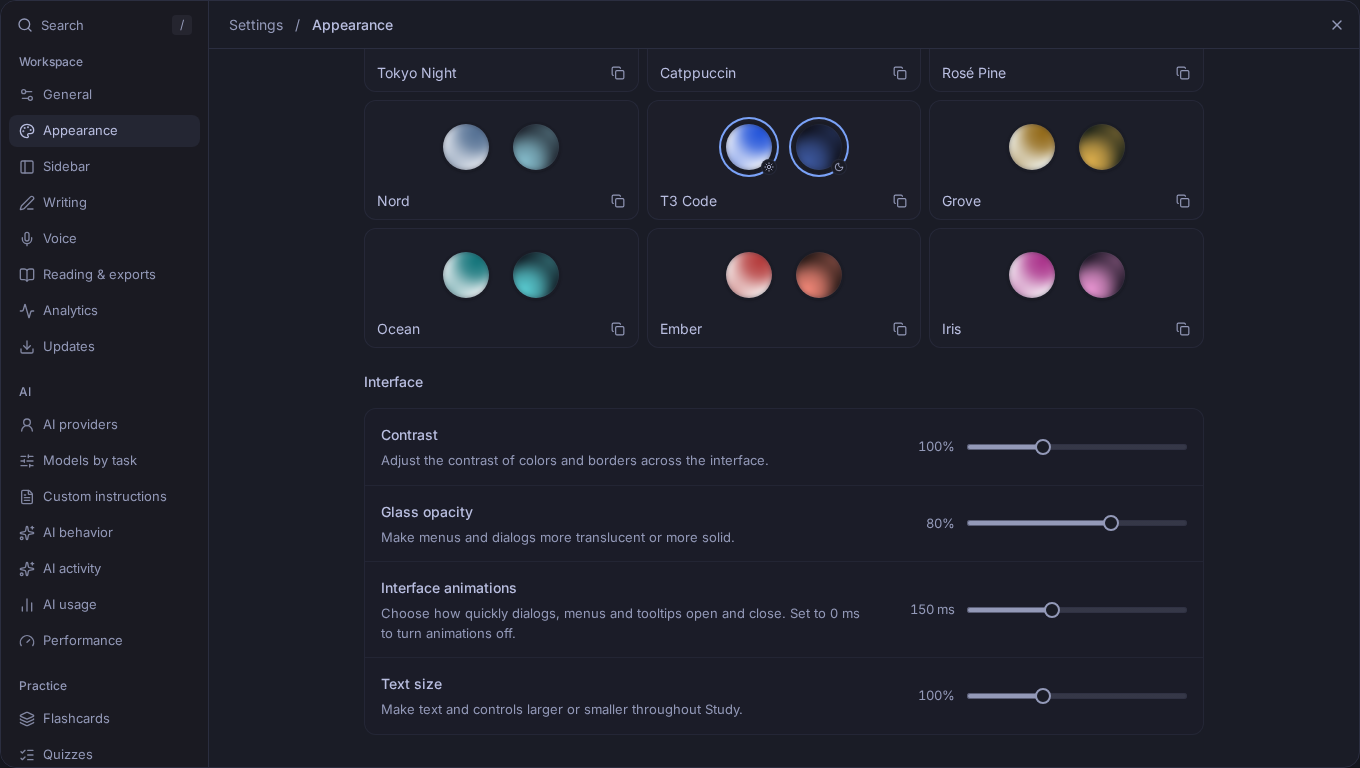 Search
/
Workspace
General
Appearance
Sidebar
Writing
Voice
Reading & exports
Analytics
Updates
AI
AI providers
Models by task
Custom instructions
AI behavior
AI activity
AI usage
Performance
Practice
Flashcards
Quizzes
Settings / Appearance
Tokyo Night
Catppuccin
Rosé Pine
Nord
T3 Code
Grove
Ocean
Ember
Iris
Interface
Contrast
Adjust the contrast of colors and borders across the interface.
100%
Glass opacity
Make menus and dialogs more translucent or more solid.
80%
Interface animations
Choose how quickly dialogs, menus and tooltips open and close. Set to 0 ms
to turn animations off.
150 ms
Text size
Make text and controls larger or smaller throughout Study.
100%